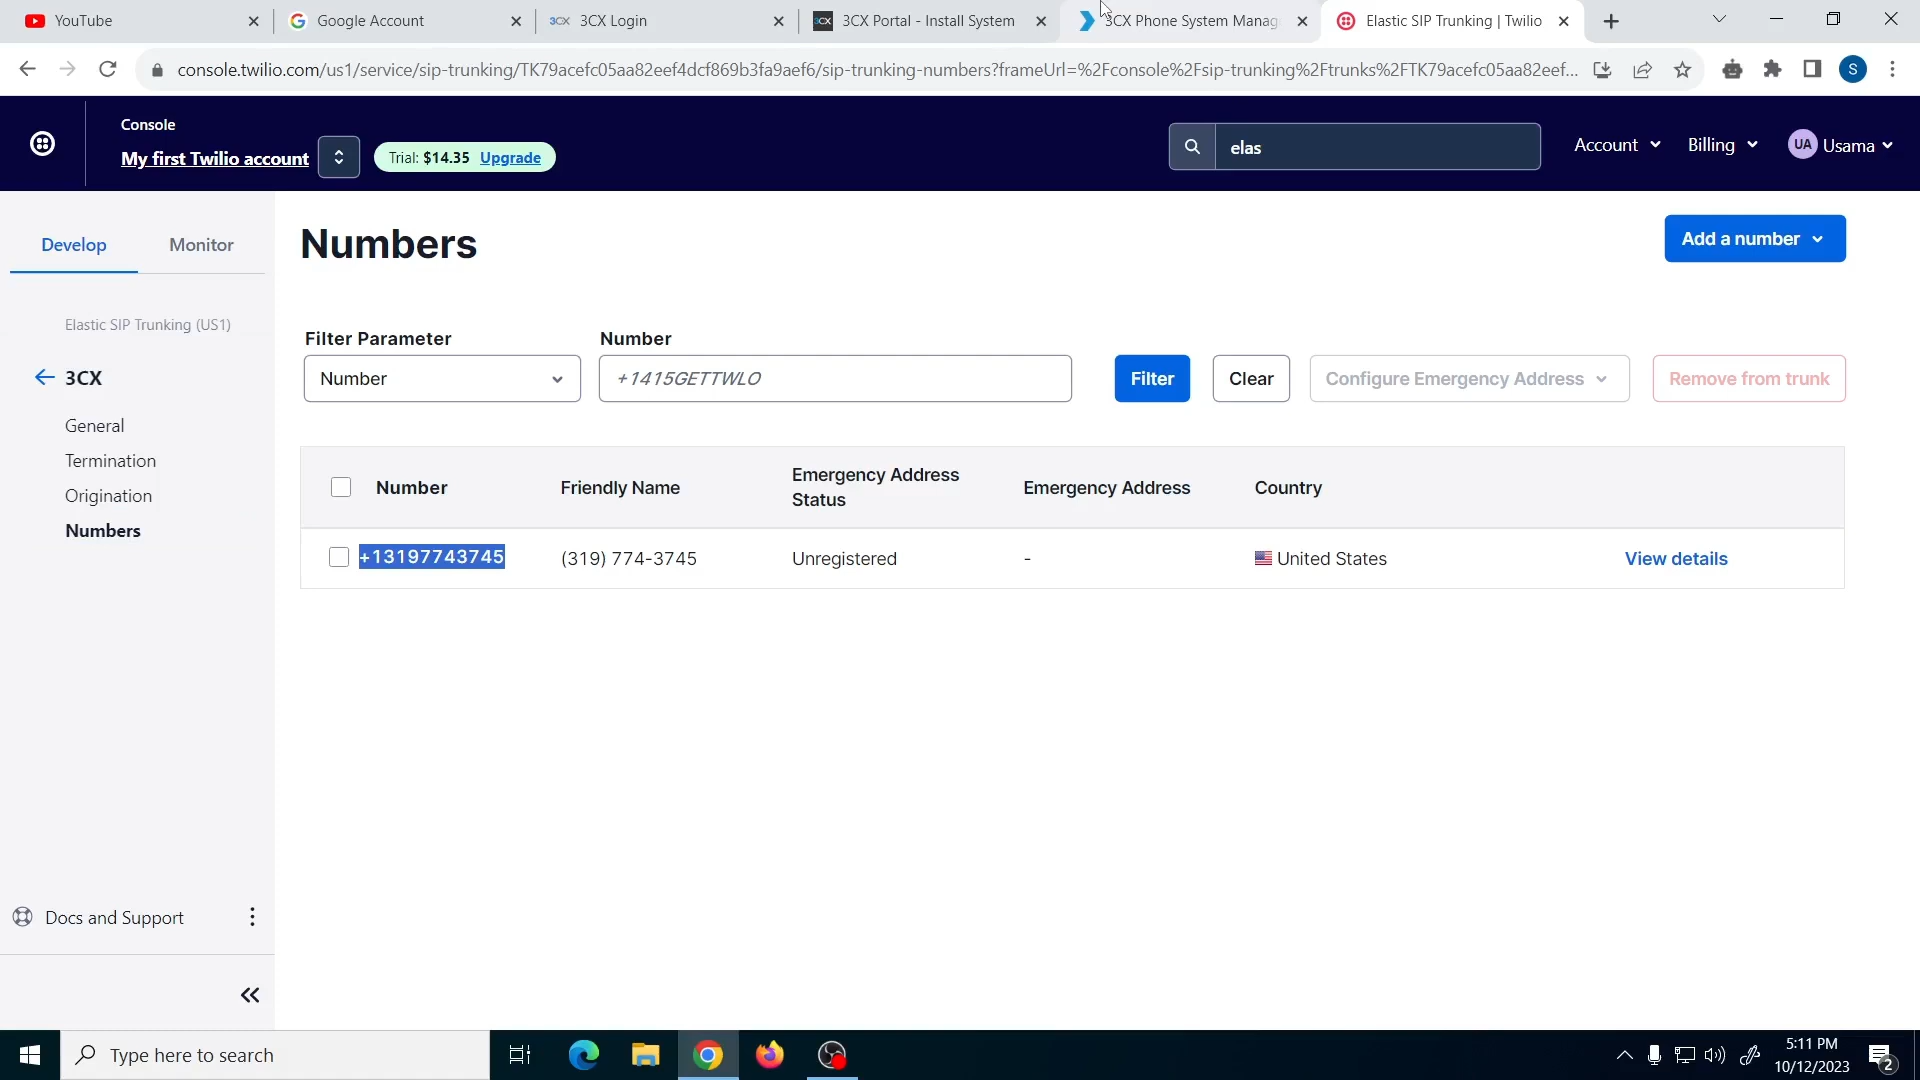 YouTube
Google Account
3CX
3CX Login
3CX
3CX Portal - Install System
3CX Phone System Manag
Elastic SIP Trunking | Twilio
console.twilio.com/us1/service/sip-trunking/TK79acefc05aa82eef4dcf869b3fa9aef6/sip-trunking-numbers?frameUrl=%2Fconsole%2Fsip-trunking%2Ftrunks%2FTK79acefc05aa82eef...
S
Console
My first Twilio account
Trial: $14.35 Upgrade
elas
Account
Billing
UA Usama
Develop
Monitor
Elastic SIP Trunking (US1)
3CX
General
Termination
Origination
Numbers
Docs and Support
Numbers
Add a number
Filter Parameter
Number
Number
+1415GETTWLO
Filter
Clear
Configure Emergency Address
Remove from trunk
Number
Friendly Name
Emergency Address
Status
Emergency Address
Country
+13197743745
(319) 774-3745
Unregistered
-
United States
View details
Type here to search
5:11 PM
10/12/2023
2